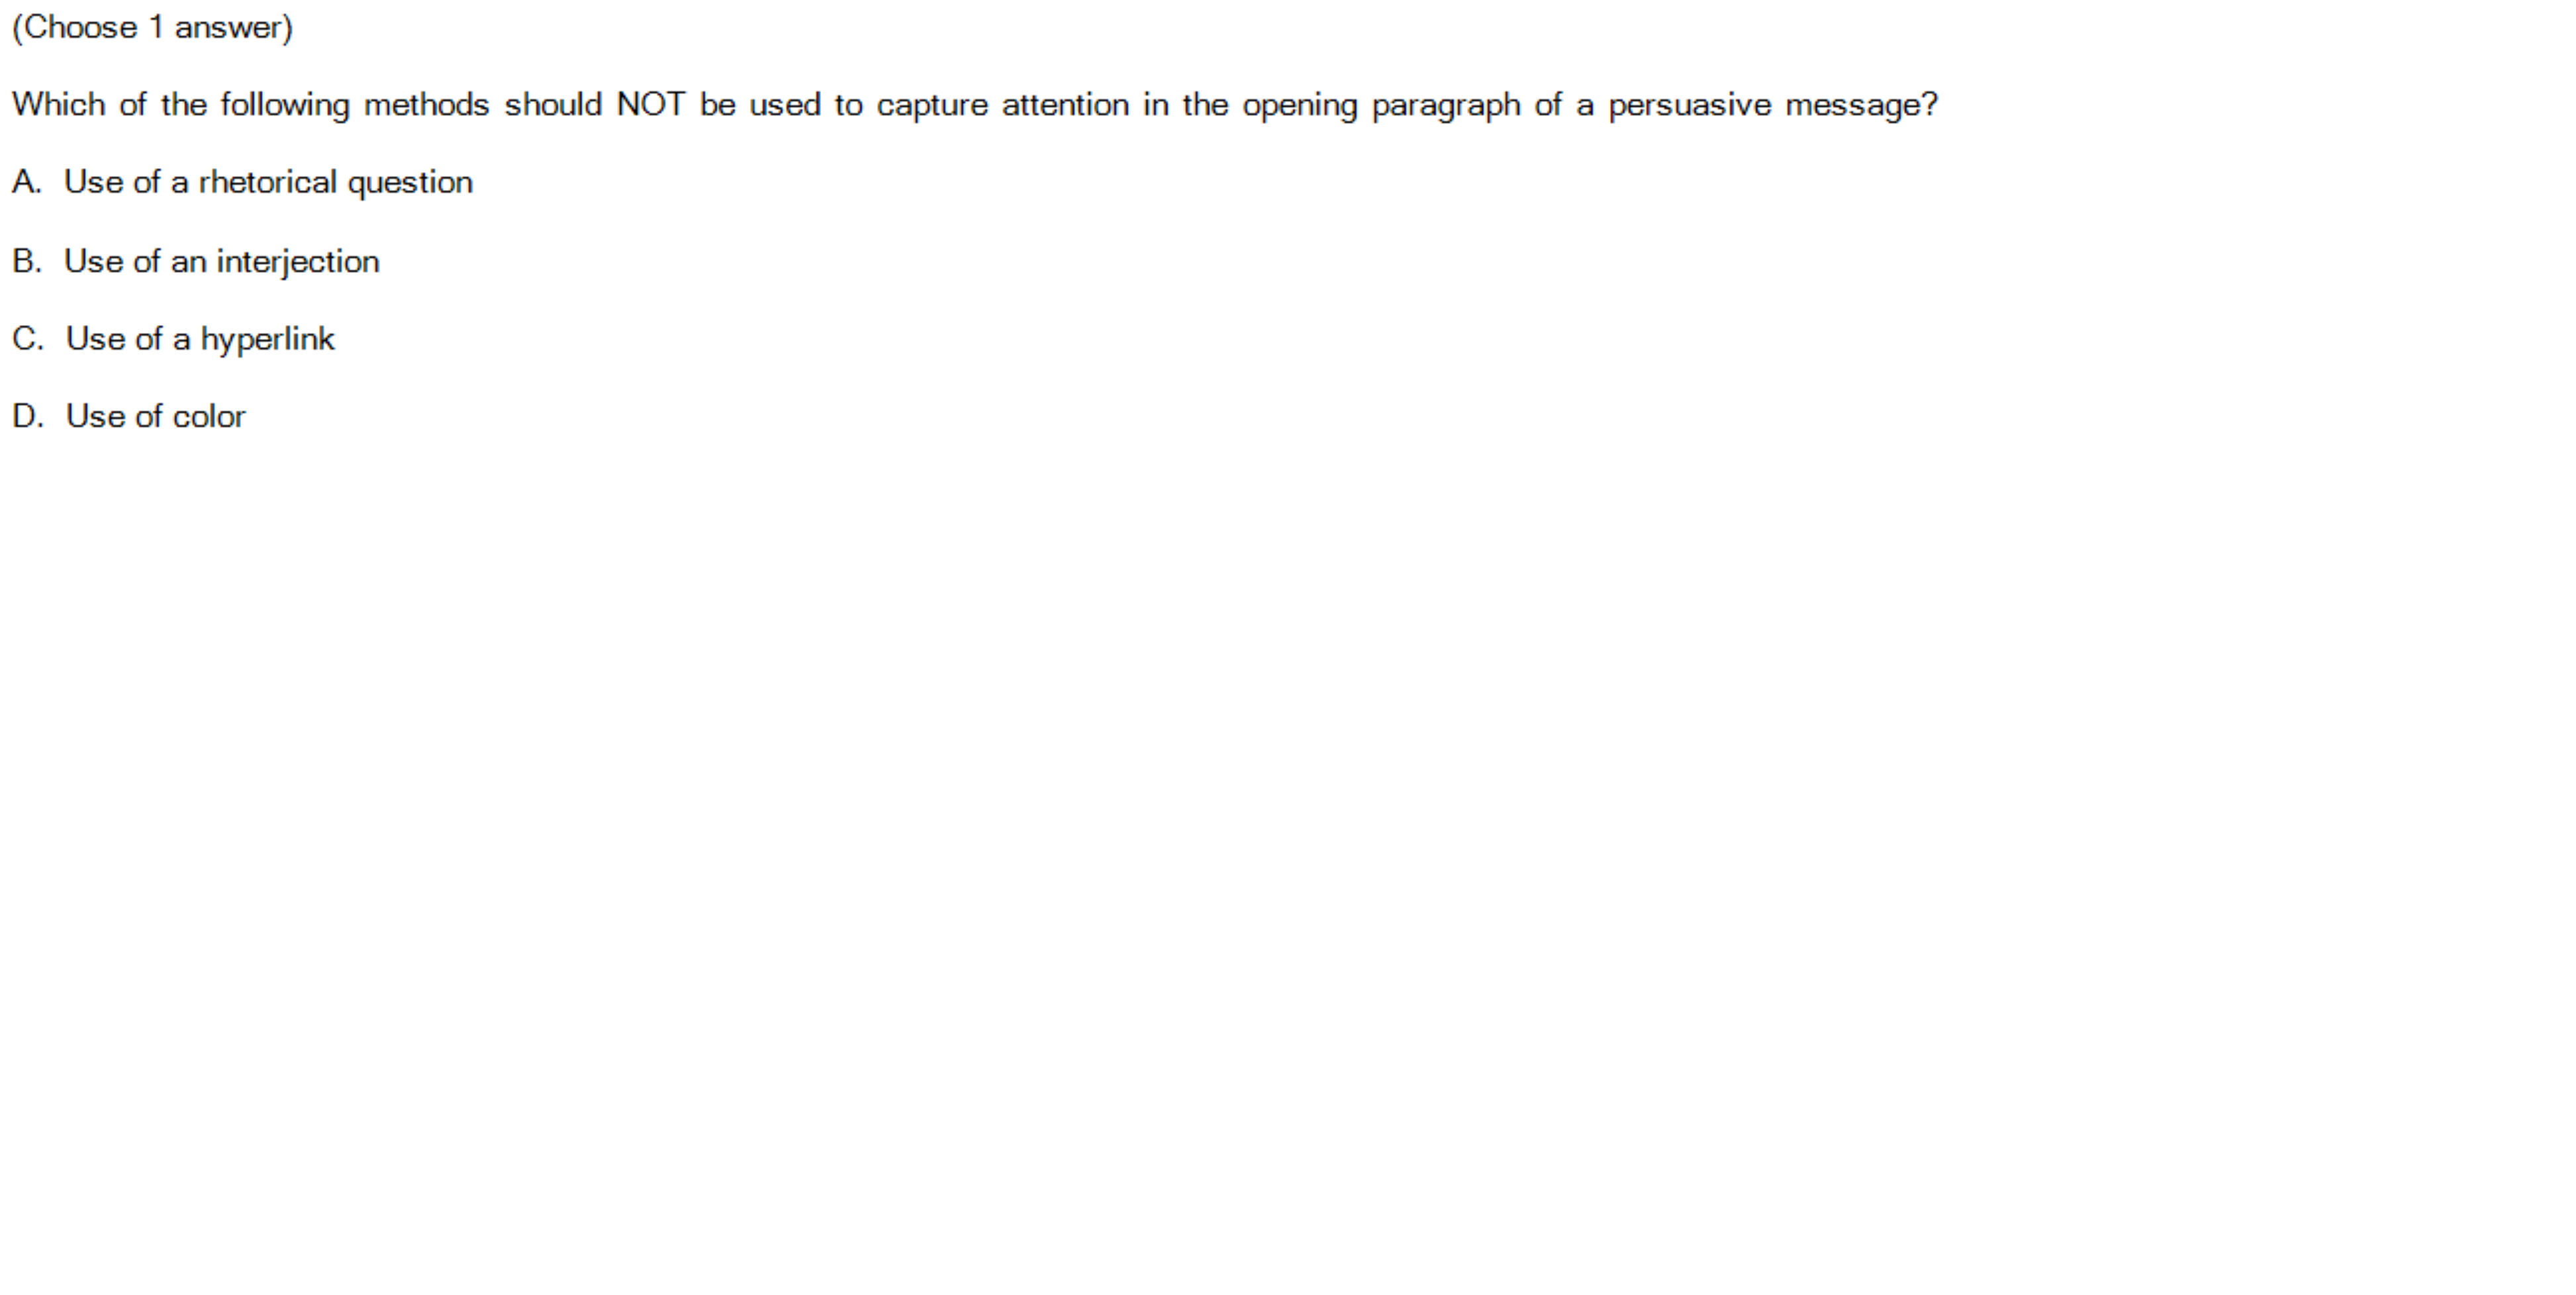 (Choose 1 answer)
Which of the following methods should NOT be used to capture attention in the opening paragraph of a persuasive message?
A. Use of a rhetorical question
B. Use of an interjection
C. Use of a hyperlink
D. Use of color